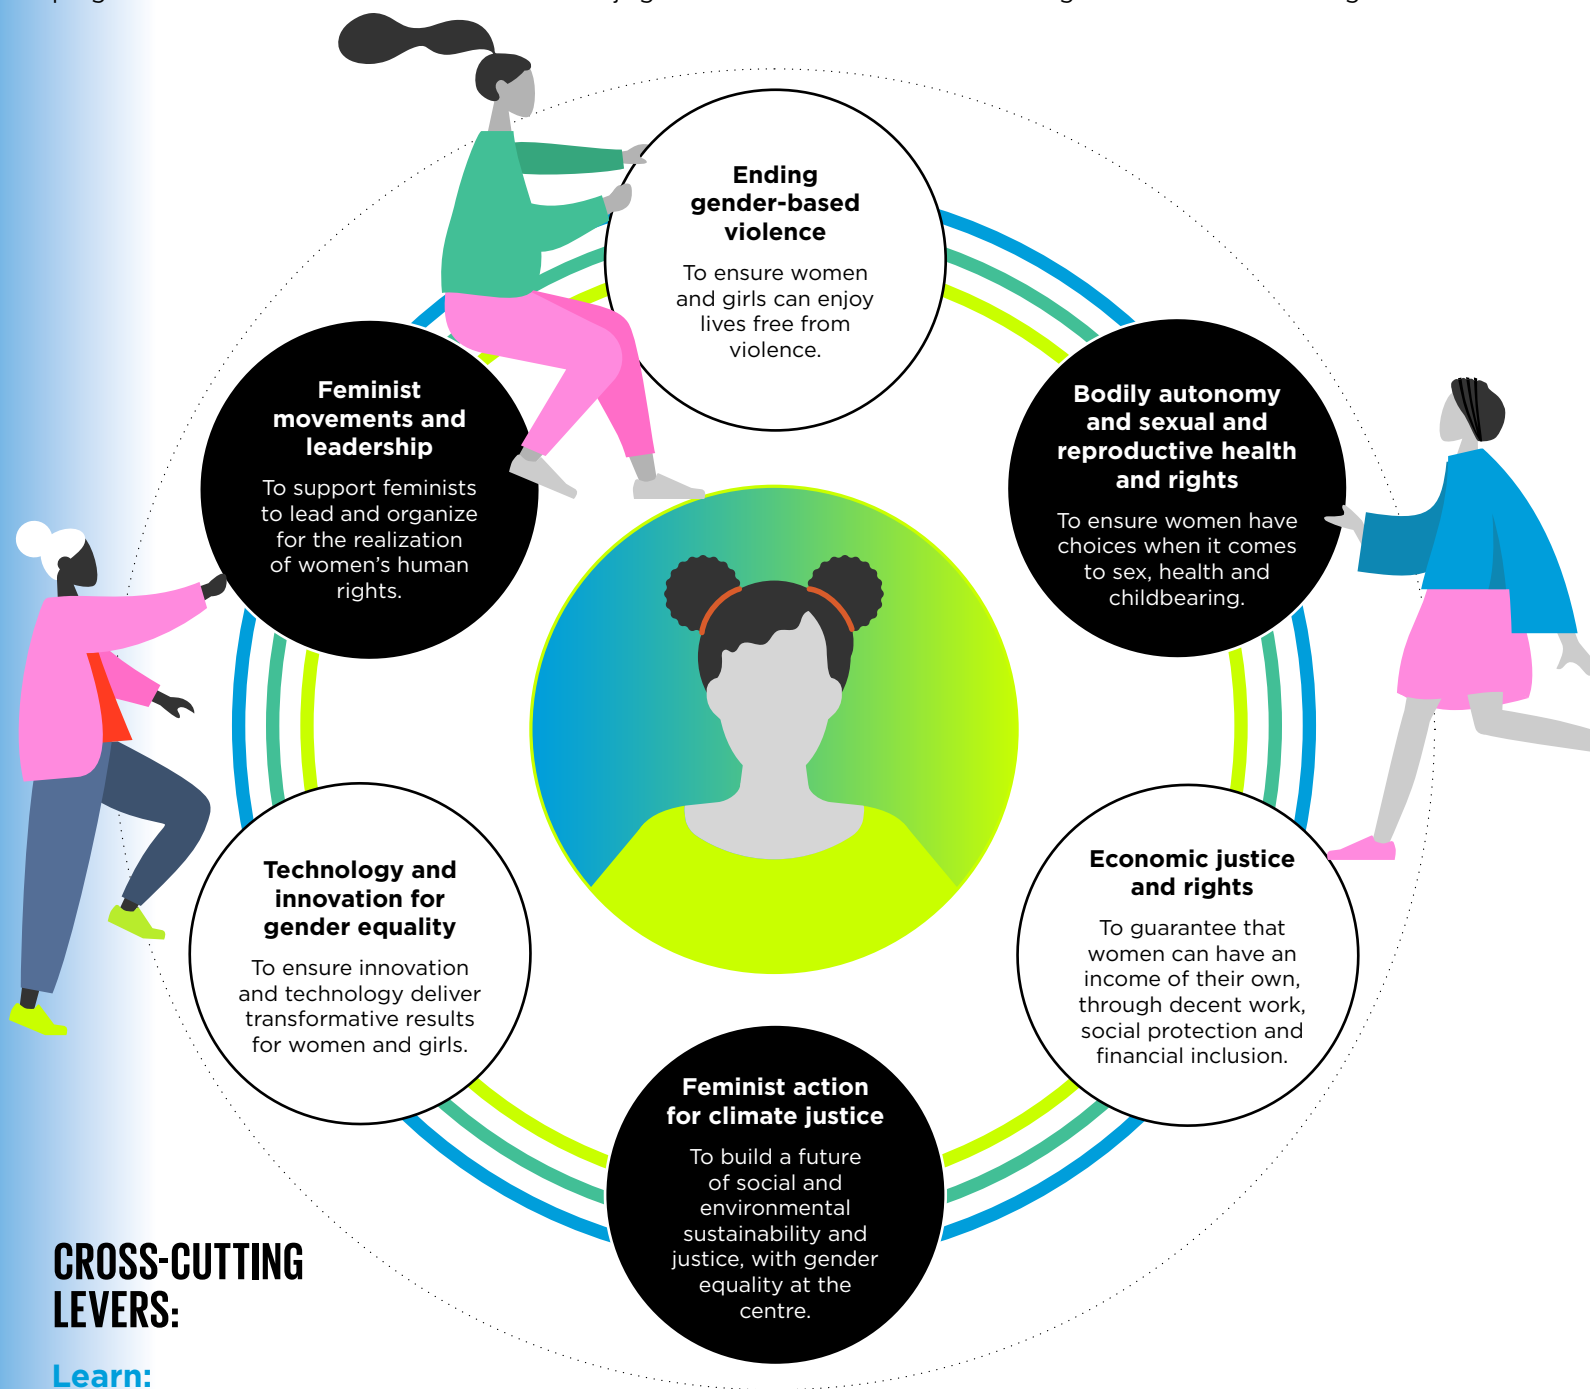 Ending
gender-based
violence
To ensure women
and girls can enjoy
lives free from
violence.
Feminist
movements and
leadership
To support feminists
to lead and organize
for the realization
of women’s human
rights.
Bodily autonomy
and sexual and
reproductive health
and rights
To ensure women have
choices when it comes
to sex, health and
childbearing.
Technology and
innovation for
gender equality
To ensure innovation
and technology deliver
transformative results
for women and girls.
Economic justice
and rights
To guarantee that
women can have an
income of their own,
through decent work,
social protection and
financial inclusion.
Feminist action
for climate justice
To build a future
of social and
environmental
sustainability and
justice, with gender
equality at the
centre.
CROSS-CUTTING
LEVERS:
Learn: